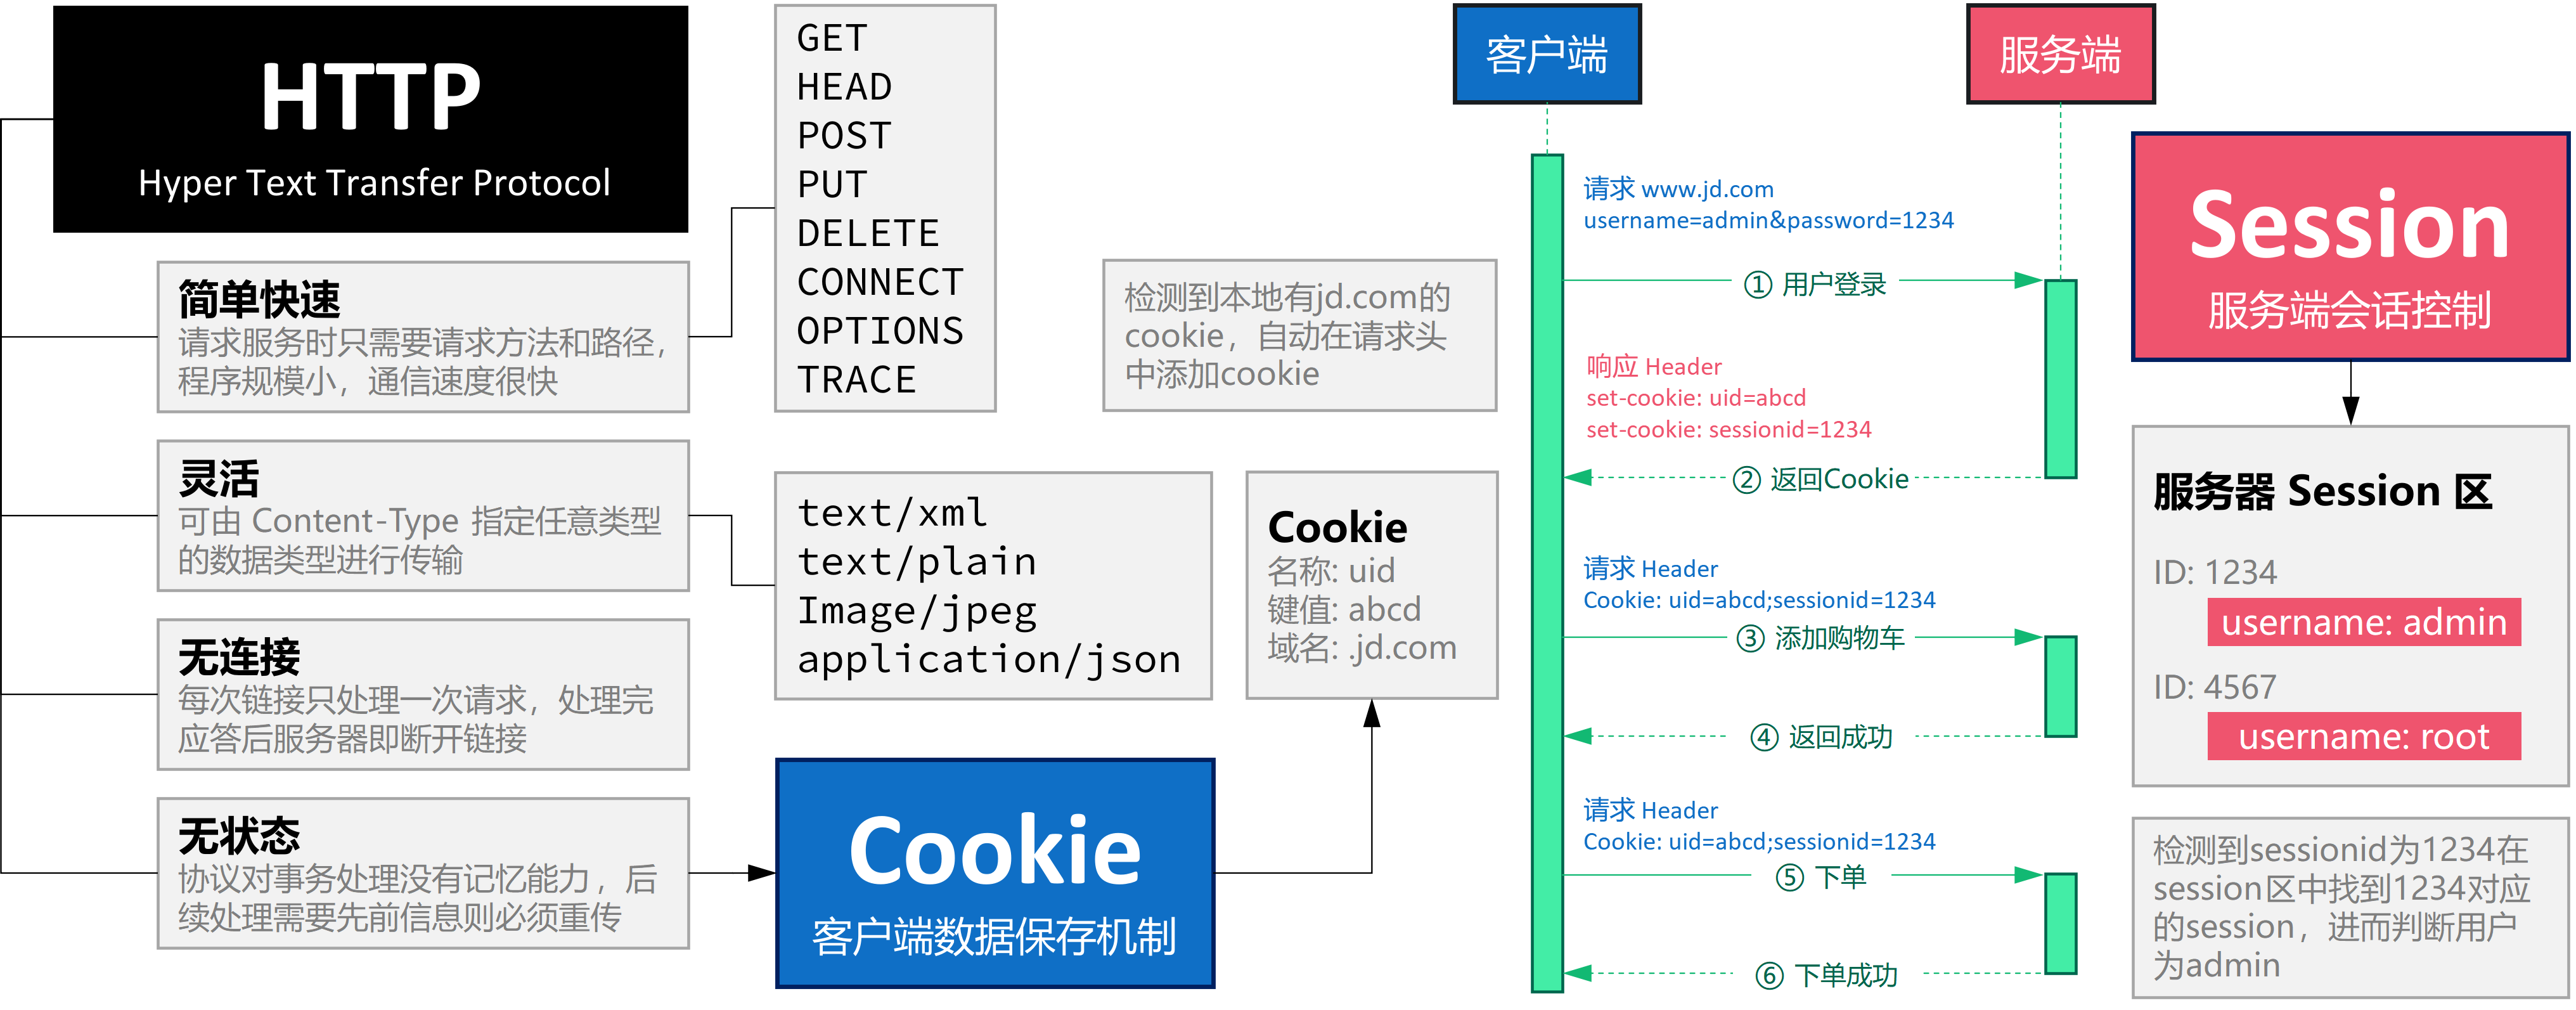 HTTP
Hyper Text Transfer Protocol
简单快速
请求服务时只需要请求方法和路径，
程序规模小，通信速度很快
灵活
可由 Content-Type 指定任意类型
的数据类型进行传输
无连接
每次链接只处理一次请求，处理完
应答后服务器即断开链接
无状态
协议对事务处理没有记忆能力，后
续处理需要先前信息则必须重传
GET
HEAD
POST
PUT
DELETE
CONNECT
OPTIONS
TRACE
text/xml
text/plain
Image/jpeg
application/json
Cookie
客户端数据保存机制
检测到本地有jd.com的
cookie，自动在请求头
中添加cookie
Cookie
名称: uid
键值: abcd
域名: .jd.com
客户端
服务端
请求 www.jd.com
username=admin&password=1234
① 用户登录
响应 Header
set-cookie: uid=abcd
set-cookie: sessionid=1234
② 返回Cookie
请求 Header
Cookie: uid=abcd;sessionid=1234
③ 添加购物车
④ 返回成功
请求 Header
Cookie: uid=abcd;sessionid=1234
⑤ 下单
⑥ 下单成功
Session
服务端会话控制
服务器 Session 区
ID: 1234
username: admin
ID: 4567
username: root
检测到sessionid为1234在
session区中找到1234对应
的session，进而判断用户
为admin